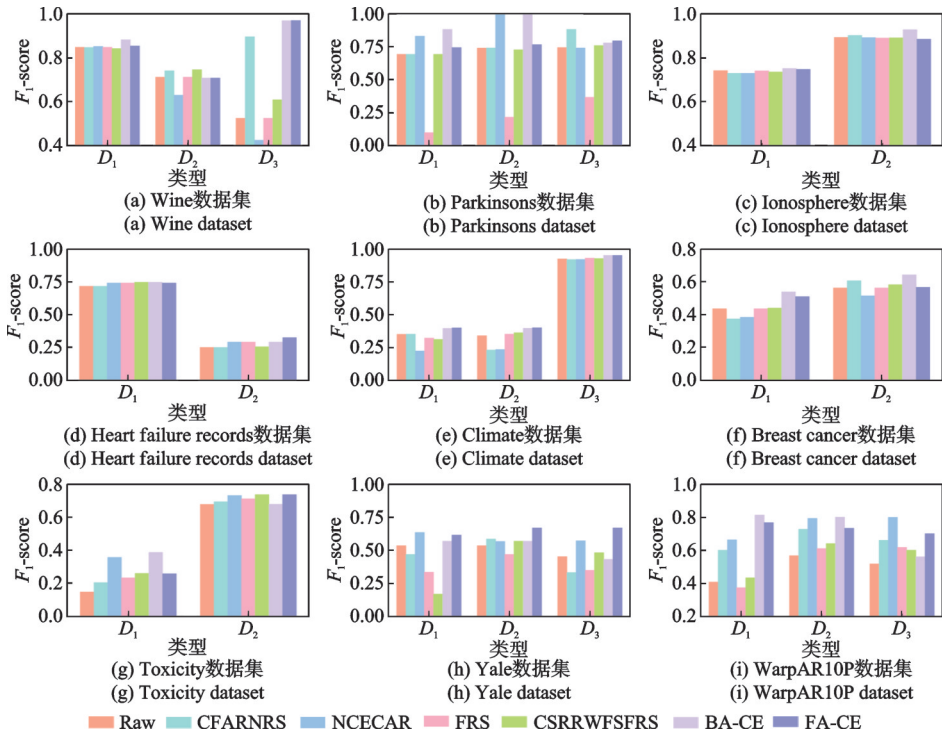 F1-score
1.0
0.8
0.6
0.4
D1 D2 D3
类型
(a) Wine数据集
(a) Wine dataset
F1-score
1.00
0.75
0.50
0.25
0.00
D1 D2 D3
类型
(b) Parkinsons数据集
(b) Parkinsons dataset
F1-score
1.0
0.8
0.6
0.4
D1 D2
类型
(c) Ionosphere数据集
(c) Ionosphere dataset
F1-score
1.00
0.75
0.50
0.25
0.00
D1 D2
类型
(d) Heart failure records数据集
(d) Heart failure records dataset
F1-score
1.00
0.75
0.50
0.25
0.00
D1 D2 D3
类型
(e) Climate数据集
(e) Climate dataset
F1-score
0.8
0.6
0.4
0.2
0.0
D1 D2
类型
(f) Breast cancer数据集
(f) Breast cancer dataset
F1-score
0.8
0.6
0.4
0.2
0.0
D1 D2
类型
(g) Toxicity数据集
(g) Toxicity dataset
F1-score
1.00
0.75
0.50
0.25
0.00
D1 D2 D3
类型
(h) Yale数据集
(h) Yale dataset
F1-score
1.0
0.8
0.6
0.4
0.2
D1 D2 D3
类型
(i) WarpAR10P数据集
(i) WarpAR10P dataset
Raw CFARNRS NCECAR FRS CSRRWFSFRS BA-CE FA-CE